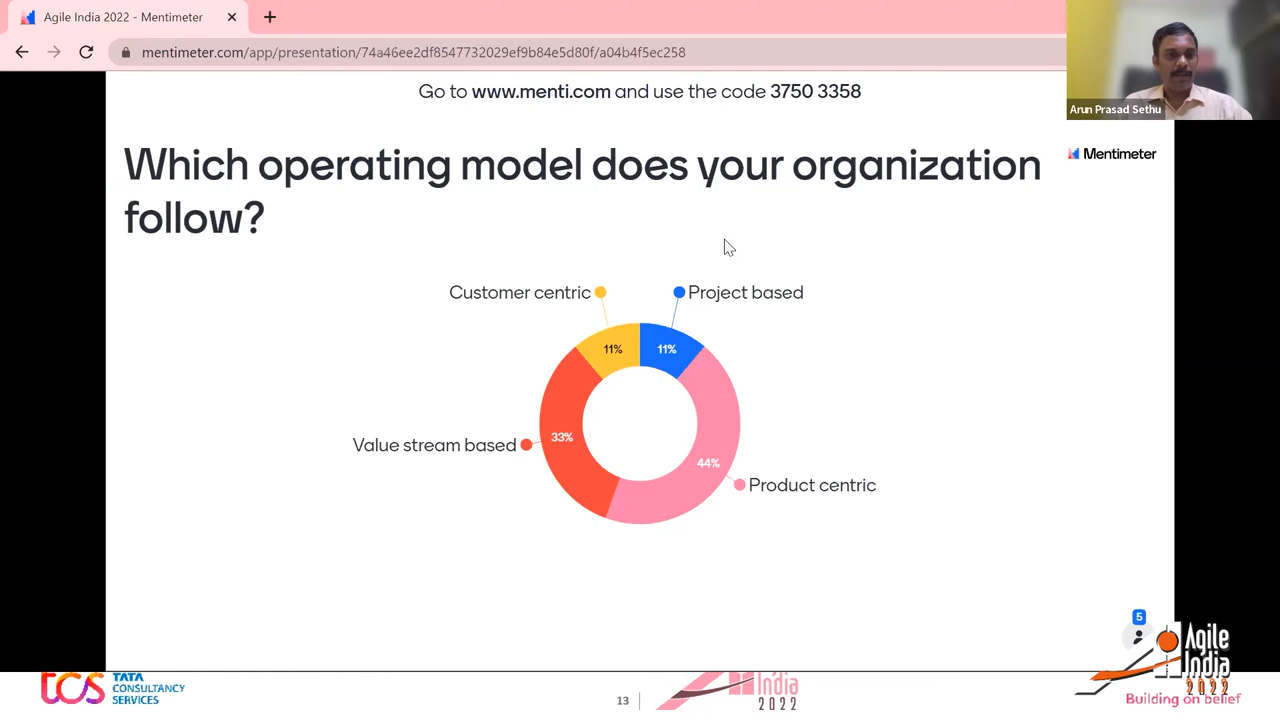 Agile India 2022 - Mentimeter
mentimeter.com/app/presentation/74a46ee2df8547732029ef9b84e5d80f/a04b4f5ec258
Go to www.menti.com and use the code 3750 3358
Arun Prasad Sethu
Mentimeter
Which operating model does your organization
follow?
Customer centric
Project based
11%
11%
Value stream based
33%
44%
Product centric
5
Agile
India
2022
tcs
TATA
CONSULTANCY
SERVICES
13
India
2022
Building on belief